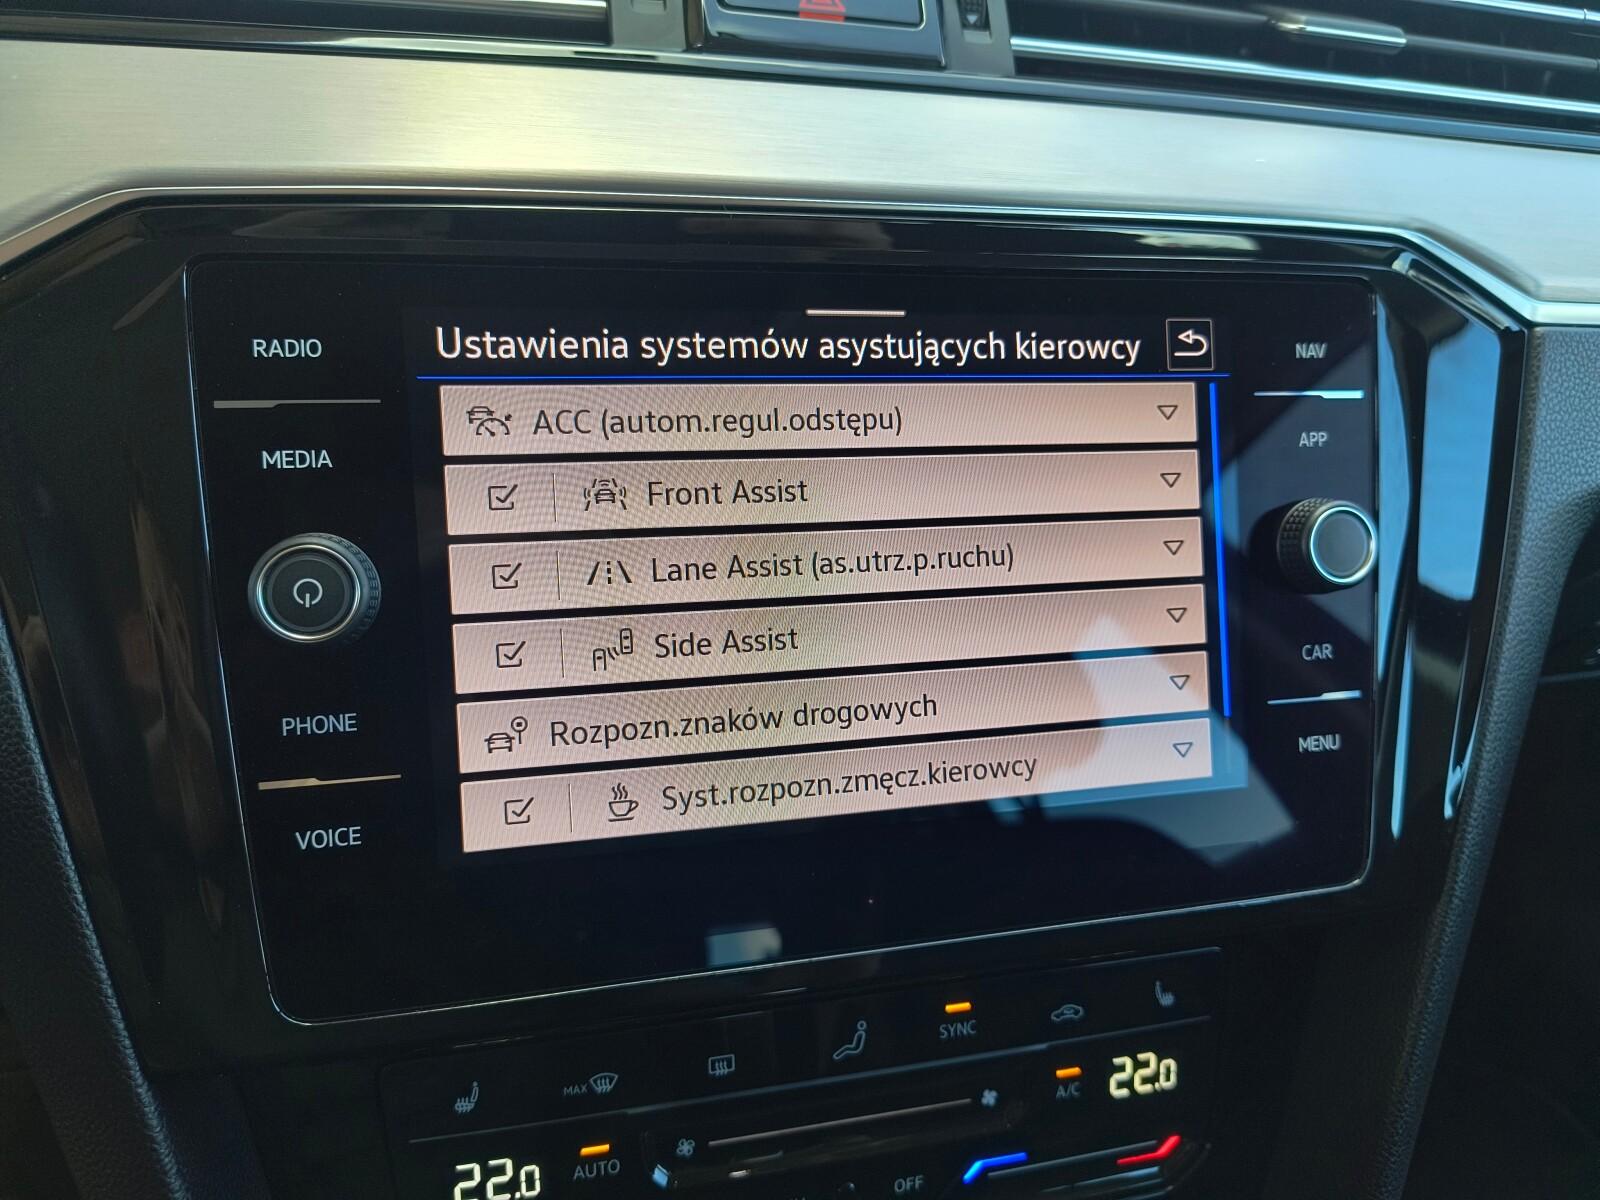 RADIO
MEDIA
PHONE
VOICE
Ustawienia systemów asystujących kierowcy
ACC (autom.regul.odstępu)
Front Assist
Lane Assist (as.utrz.p.ruchu)
Side Assist
Rozpozn.znaków drogowych
Syst.rozpozn.zmęcz.kierowcy
NAV
APP
CAR
MENU
MAX
SYNC
A/C
22.0
22.0
AUTO
OFF